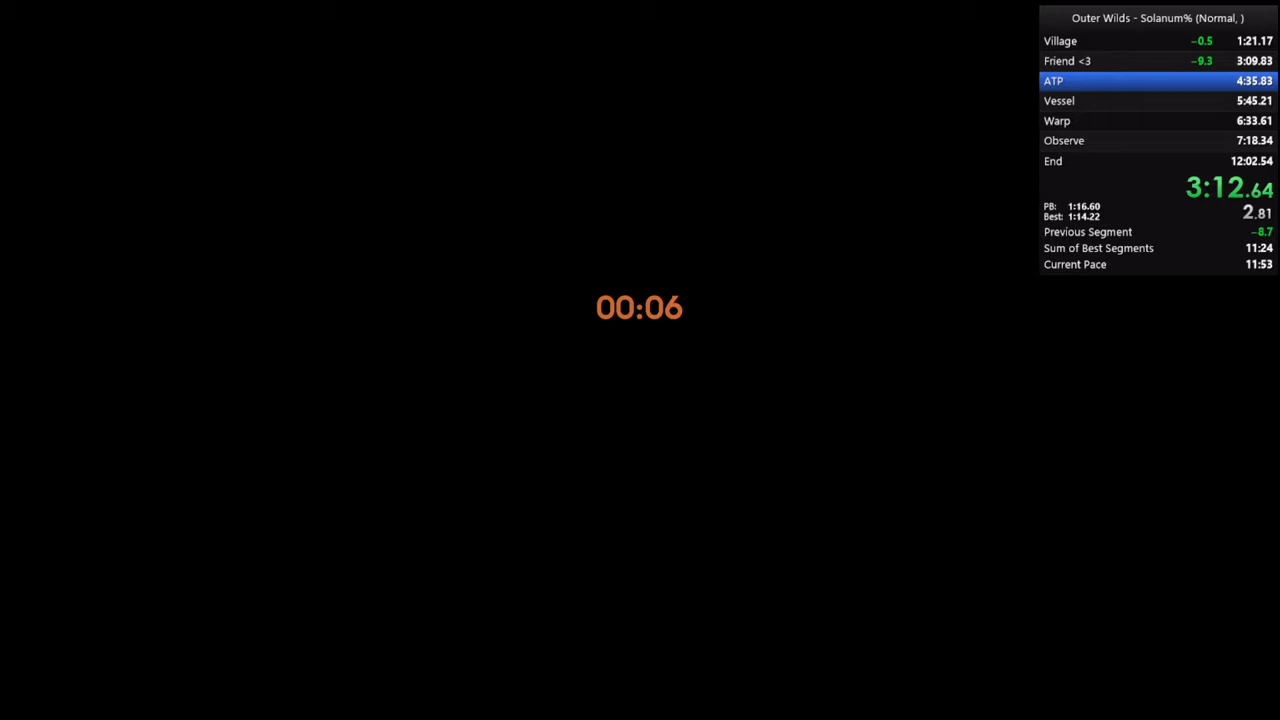 Outer Wilds - Solanum% (Normal, )
Village −0.5 1:21.17
Friend <3 −9.3 3:09.83
ATP 4:35.83
Vessel 5:45.21
Warp 6:33.61
Observe 7:18.34
End 12:02.54
3:12.64
PB: 1:16.60
Best: 1:14.22
2.81
Previous Segment −8.7
Sum of Best Segments 11:24
Current Pace 11:53
00:06